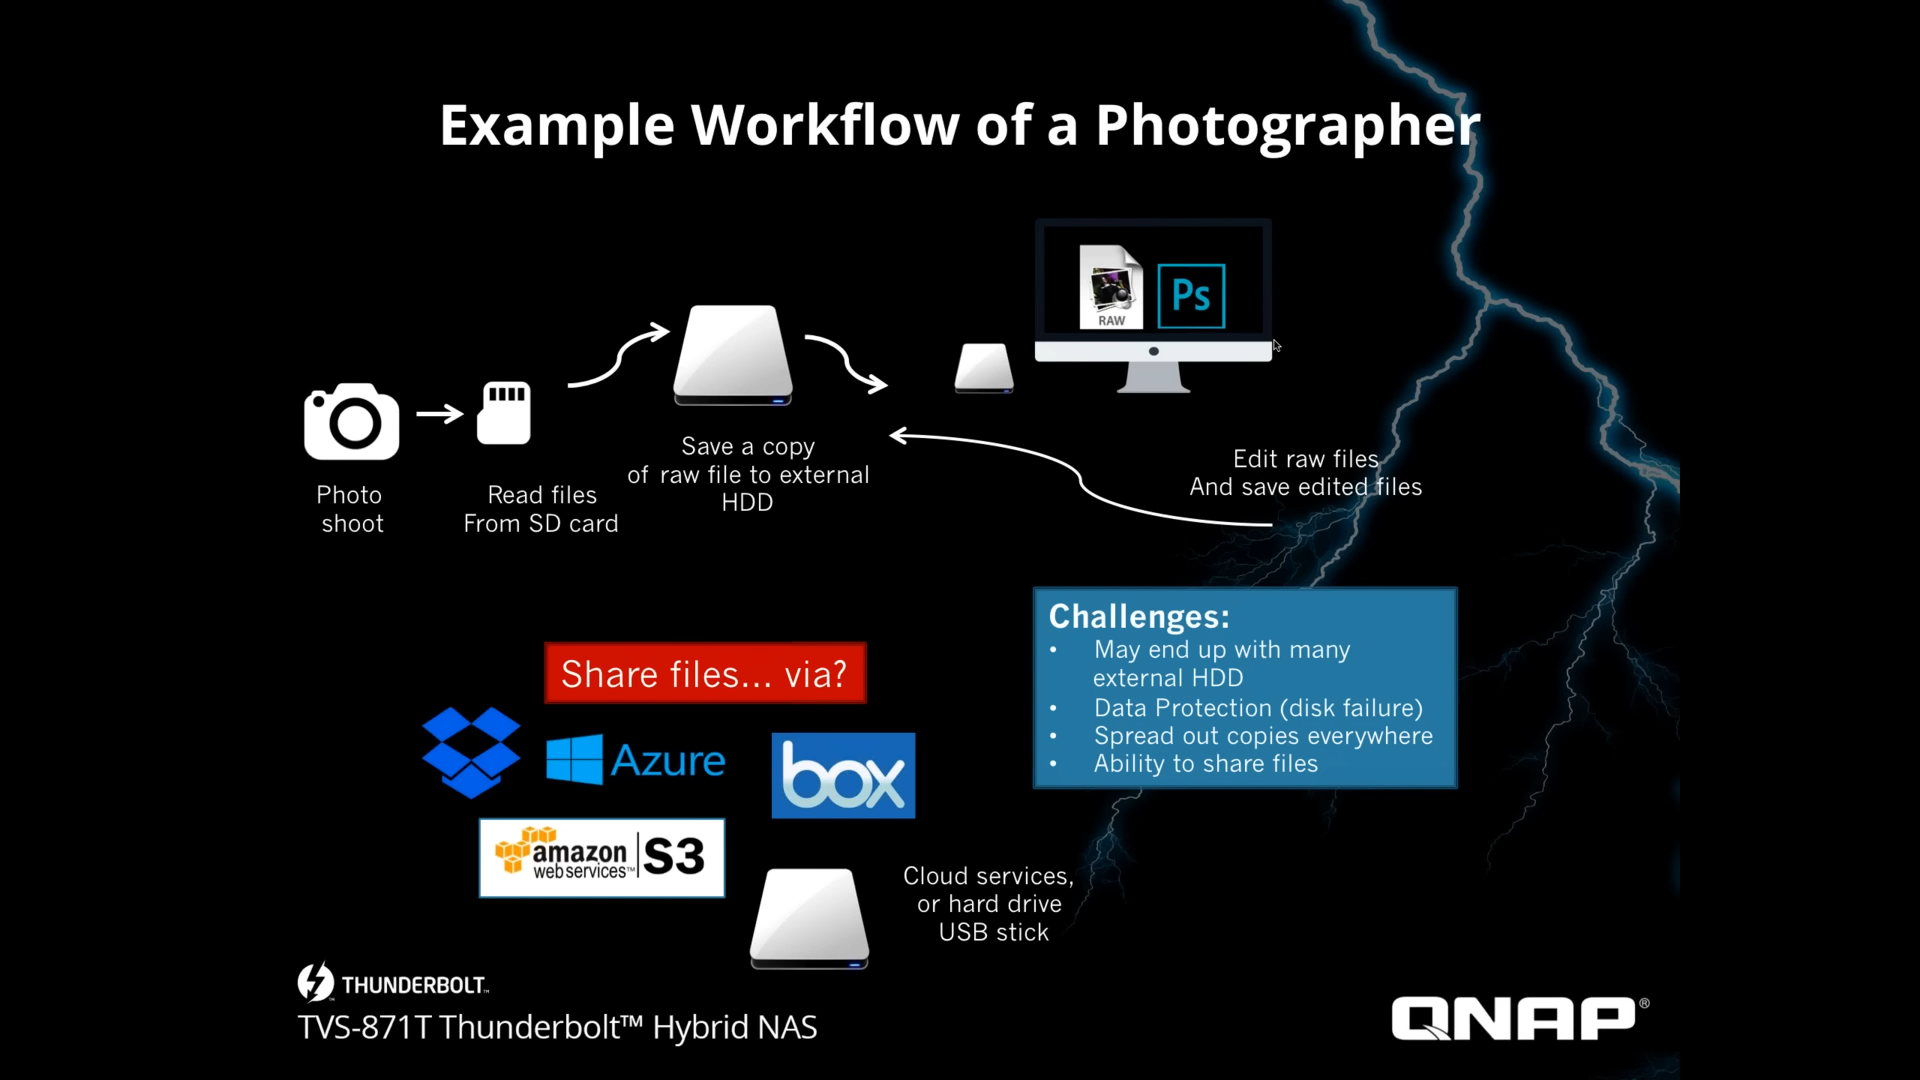 Example Workflow of a Photographer
RAW
Ps
Photo
shoot
Read files
From SD card
Save a copy
of raw file to external
HDD
Edit raw files
And save edited files
Share files... via?
Azure
box
amazon
web services™
S3
Cloud services,
or hard drive
USB stick
Challenges:
• May end up with many
external HDD
• Data Protection (disk failure)
• Spread out copies everywhere
• Ability to share files
THUNDERBOLT™
TVS-871T Thunderbolt™ Hybrid NAS
QNAP®